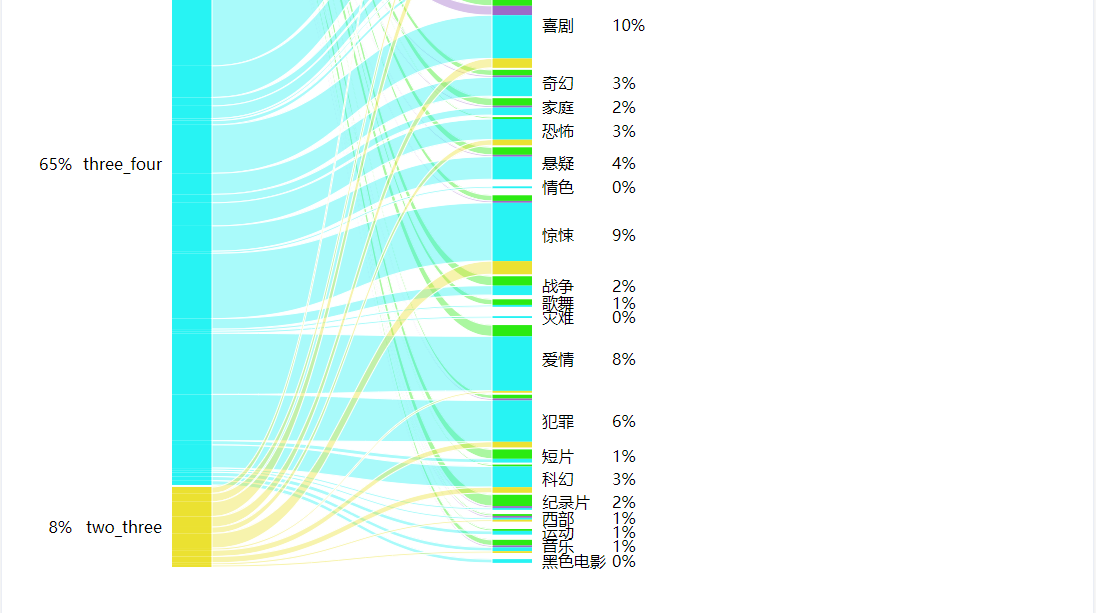 喜剧 10%
奇幻 3%
家庭 2%
恐怖 3%
65% three_four
悬疑 4%
情色 0%
惊悚 9%
战争 2%
歌舞 1%
灾难 0%
爱情 8%
犯罪 6%
短片 1%
科幻 3%
纪录片 2%
西部 1%
8% two_three
运动 1%
音乐 1%
黑色电影 0%